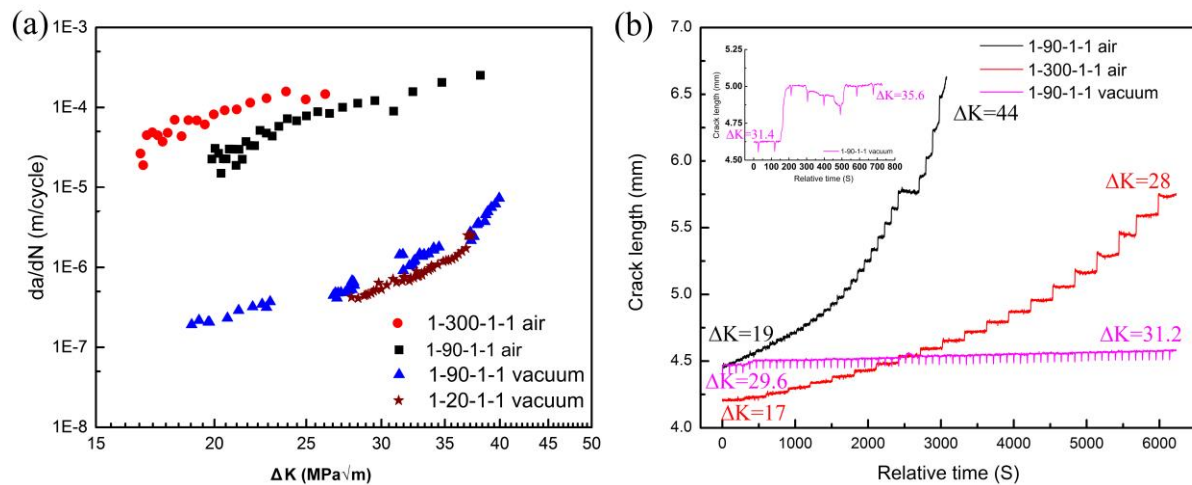 (a)
1E-3
1E-4
1E-5
1E-6
1E-7
1E-8
da/dN (m/cycle)
15 20 25 30 35 40 45 50
ΔK (MPa√m)
1-300-1-1 air
1-90-1-1 air
1-90-1-1 vacuum
1-20-1-1 vacuum
(b)
7.0
6.5
6.0
5.5
5.0
4.5
4.0
Crack length (mm)
0 1000 2000 3000 4000 5000 6000
Relative time (S)
1-90-1-1 air
1-300-1-1 air
1-90-1-1 vacuum
ΔK=44
ΔK=28
ΔK=19
ΔK=31.2
ΔK=29.6
ΔK=17
5.25
5.00
4.75
4.50
Crack length (mm)
ΔK=31.4
ΔK=35.6
1-90-1-1 vacuum
0 100 200 300 400 500 600 700 800
Relative time (S)